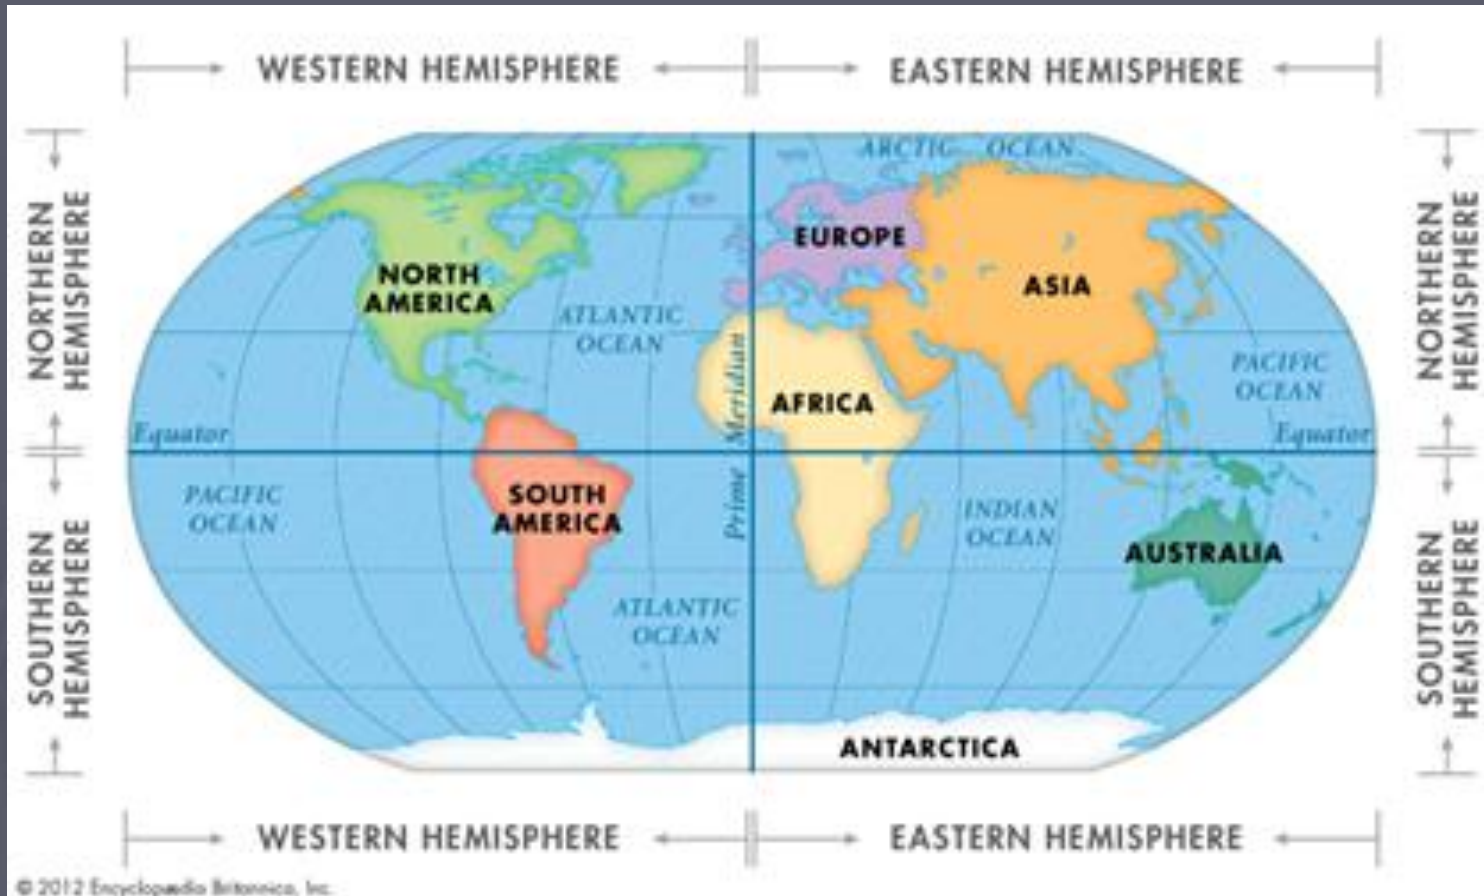 WESTERN HEMISPHERE
EASTERN HEMISPHERE
NORTHERN
HEMISPHERE
NORTHERN
HEMISPHERE
ARCTIC OCEAN
EUROPE
NORTH
AMERICA
ASIA
ATLANTIC
OCEAN
PACIFIC
OCEAN
AFRICA
Prime Meridian
Equator
Equator
PACIFIC
OCEAN
SOUTH
AMERICA
INDIAN
OCEAN
AUSTRALIA
ATLANTIC
OCEAN
SOUTHERN
HEMISPHERE
SOUTHERN
HEMISPHERE
ANTARCTICA
WESTERN HEMISPHERE
EASTERN HEMISPHERE
© 2012 Encyclopædia Britannica, Inc.